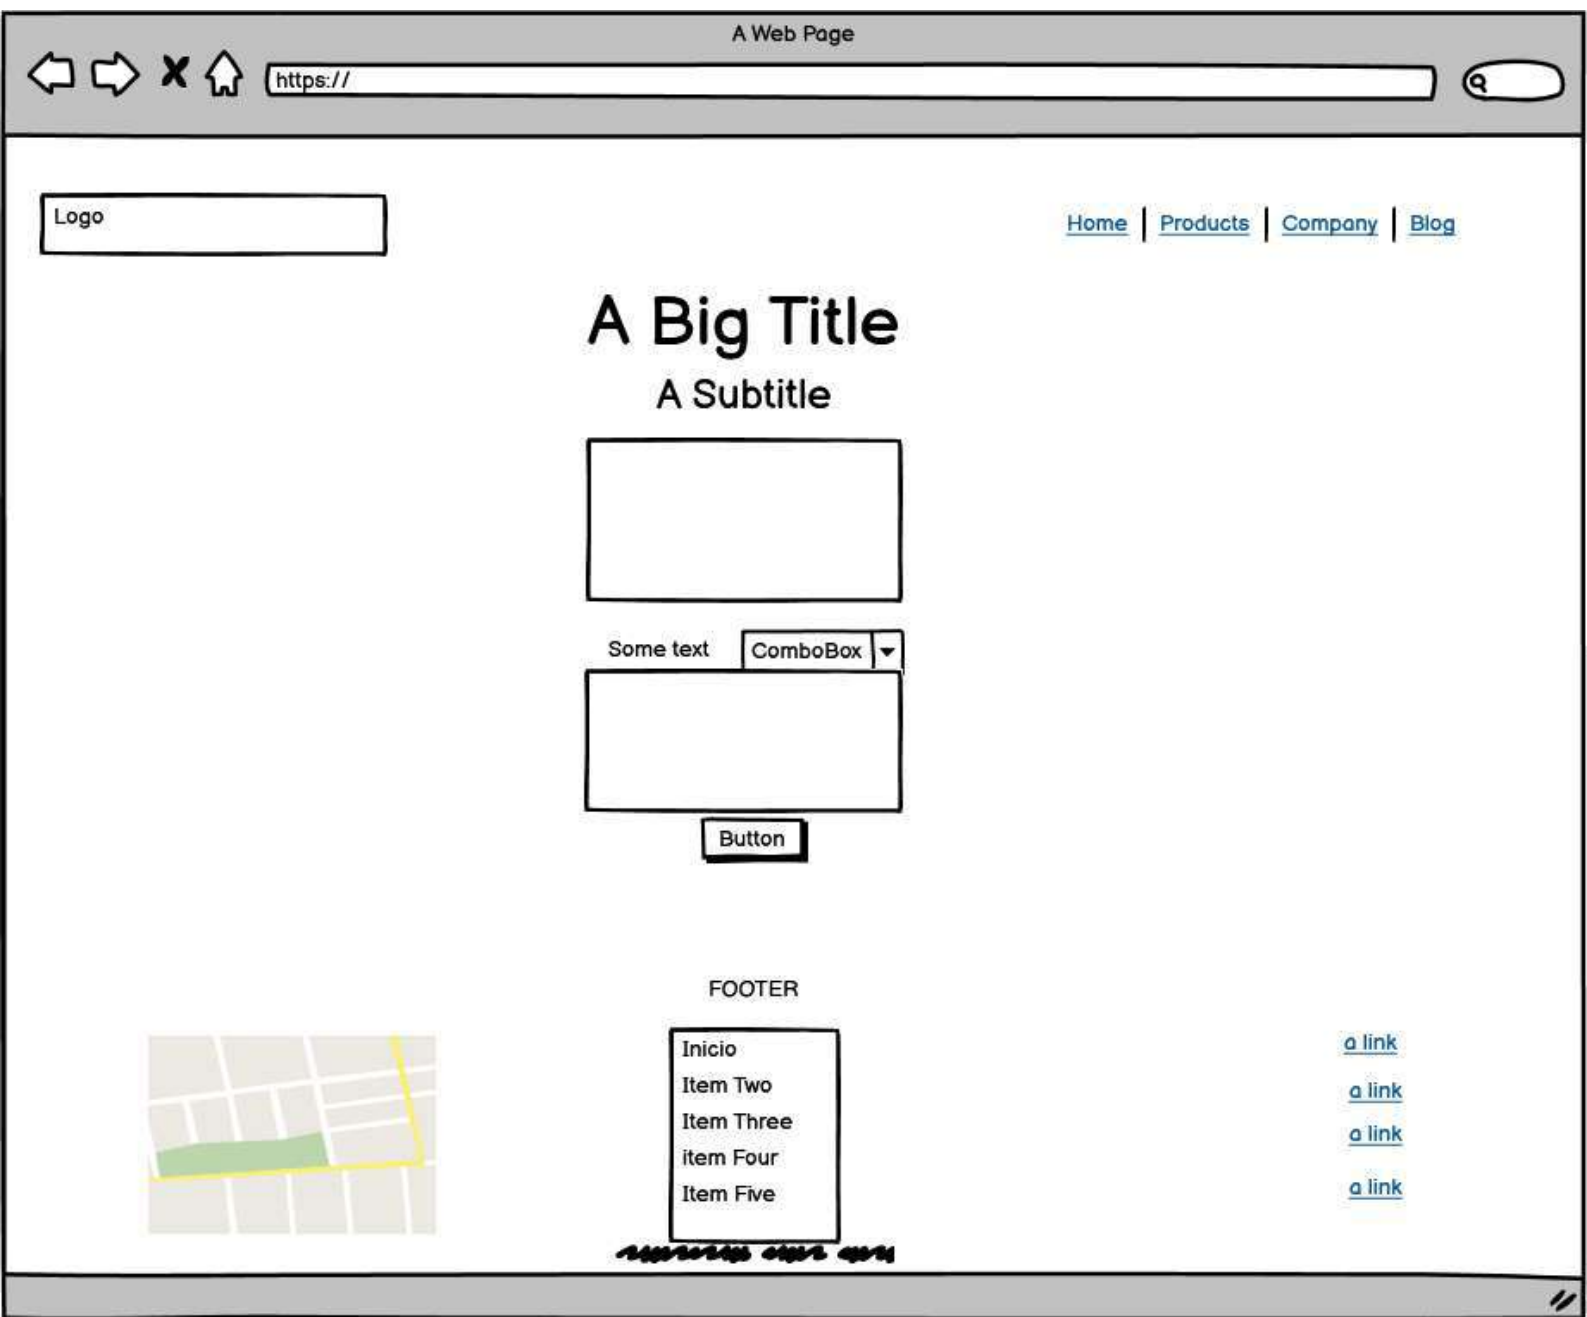 A Web Page
https://
Logo
Home | Products | Company | Blog
A Big Title
A Subtitle
Some text
ComboBox
Button
FOOTER
Inicio
Item Two
Item Three
item Four
Item Five
a link
a link
a link
a link